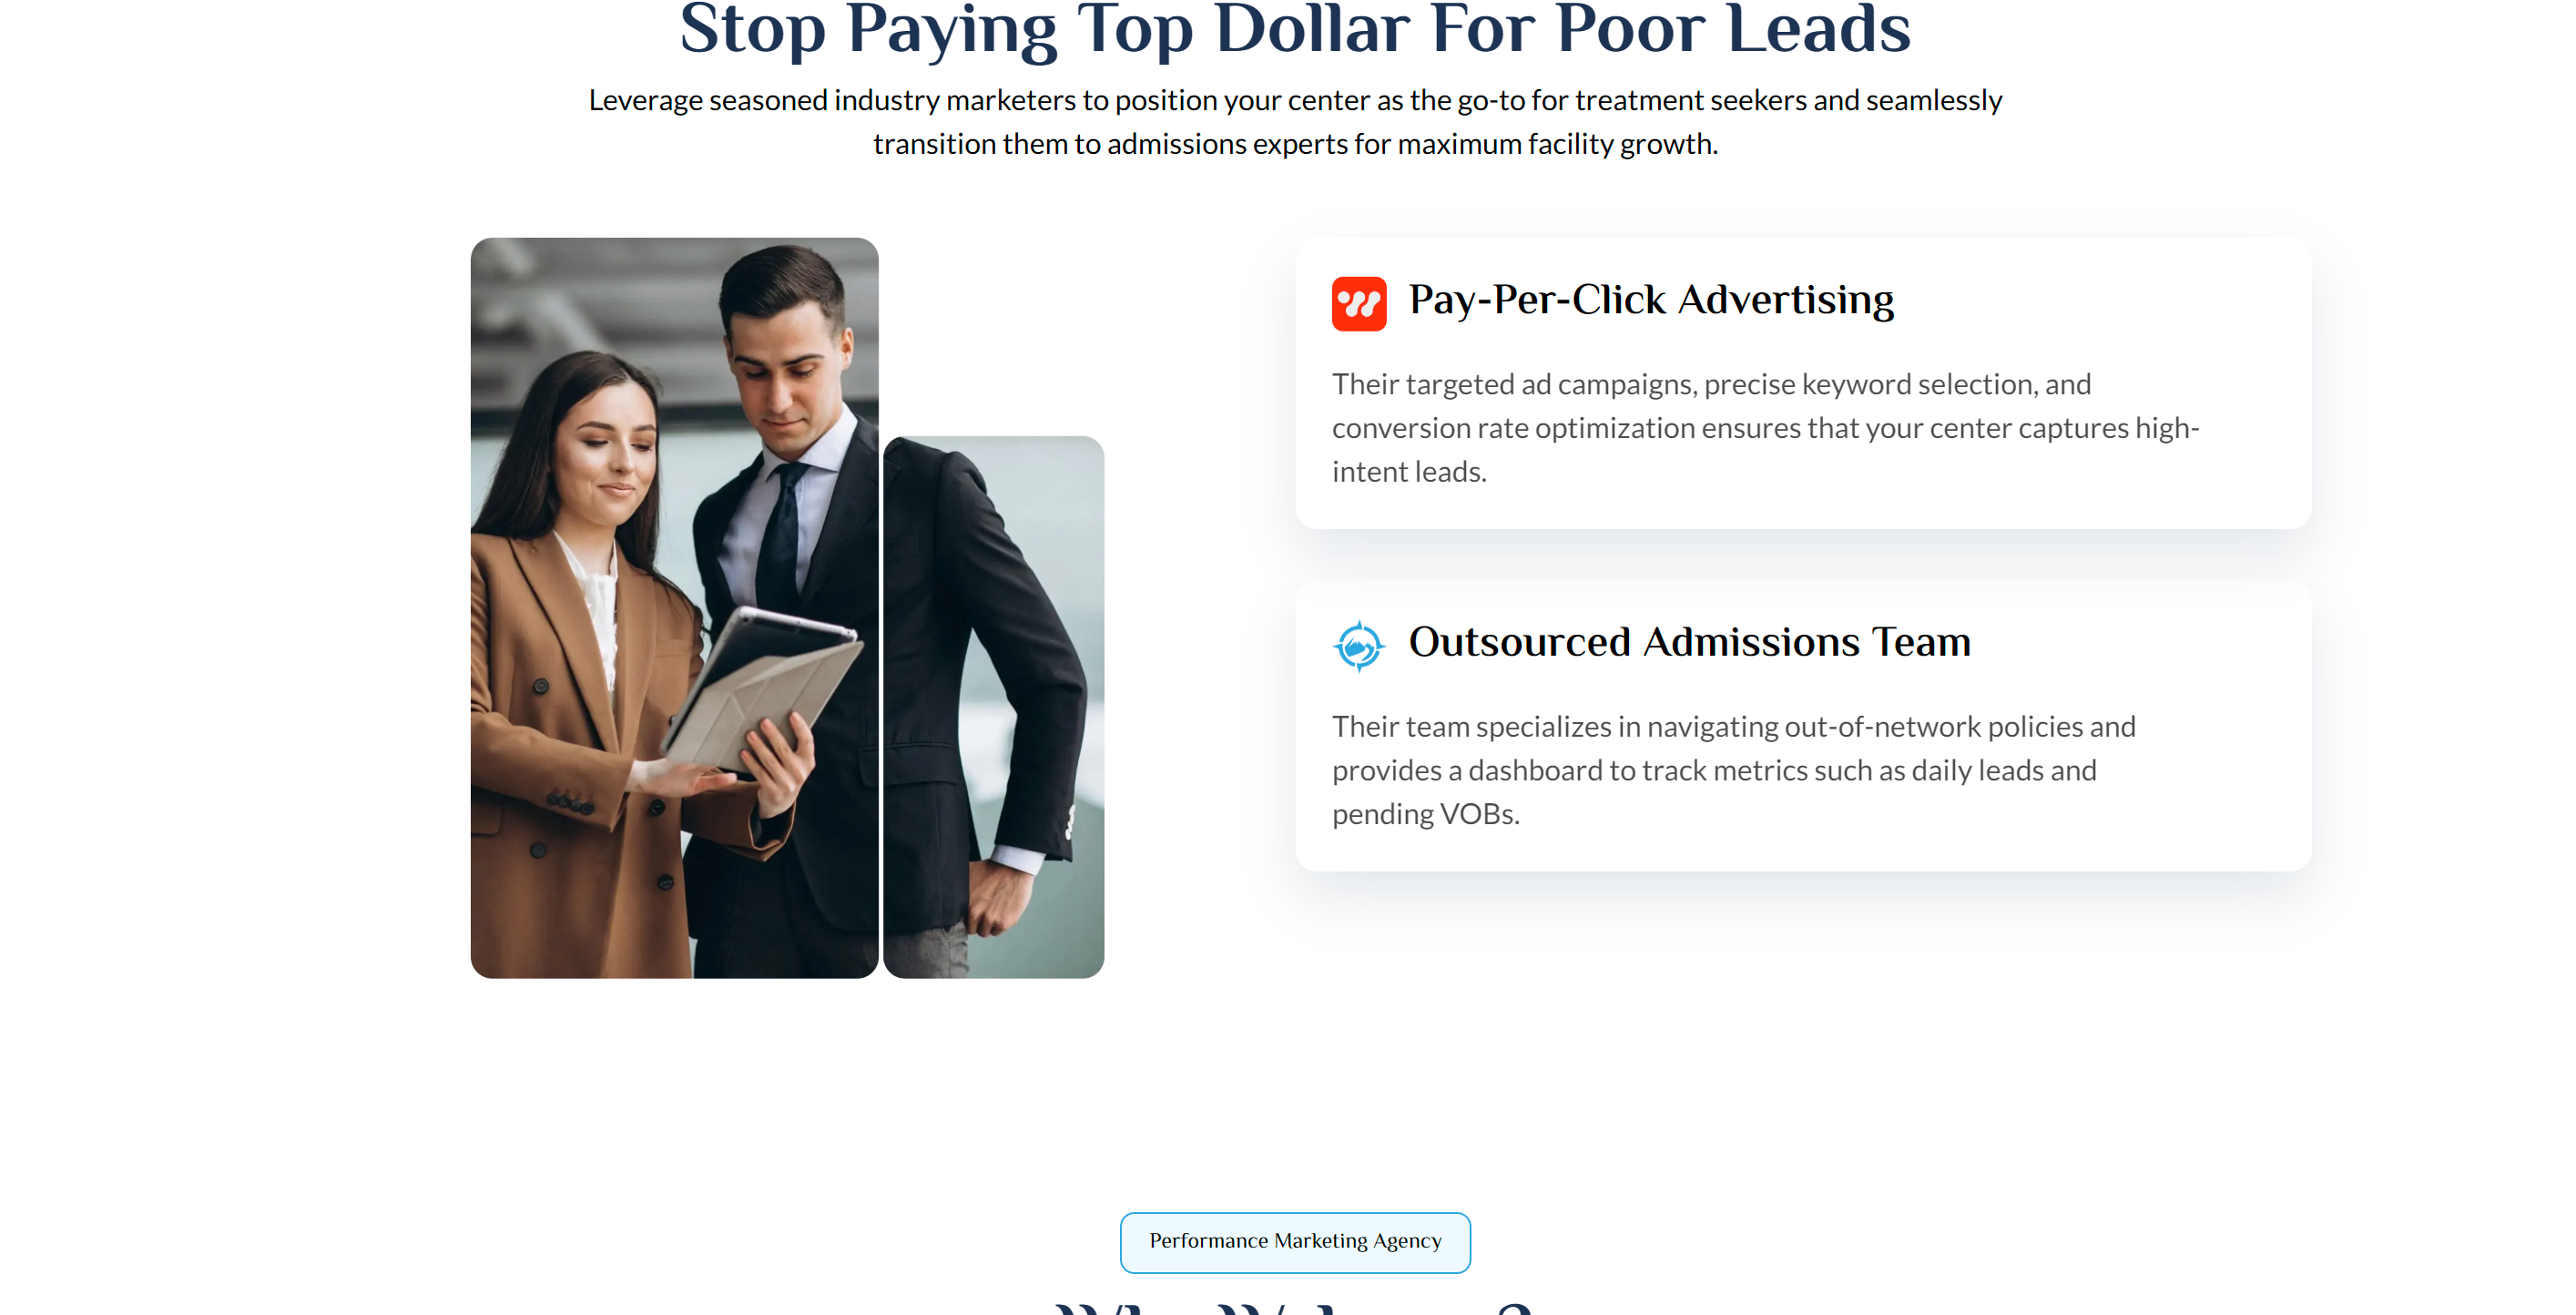 Stop Paying Top Dollar For Poor Leads
Leverage seasoned industry marketers to position your center as the go-to for treatment seekers and seamlessly
transition them to admissions experts for maximum facility growth.
Pay-Per-Click Advertising
Their targeted ad campaigns, precise keyword selection, and
conversion rate optimization ensures that your center captures high-
intent leads.
Outsourced Admissions Team
Their team specializes in navigating out-of-network policies and
provides a dashboard to track metrics such as daily leads and
pending VOBs.
Performance Marketing Agency